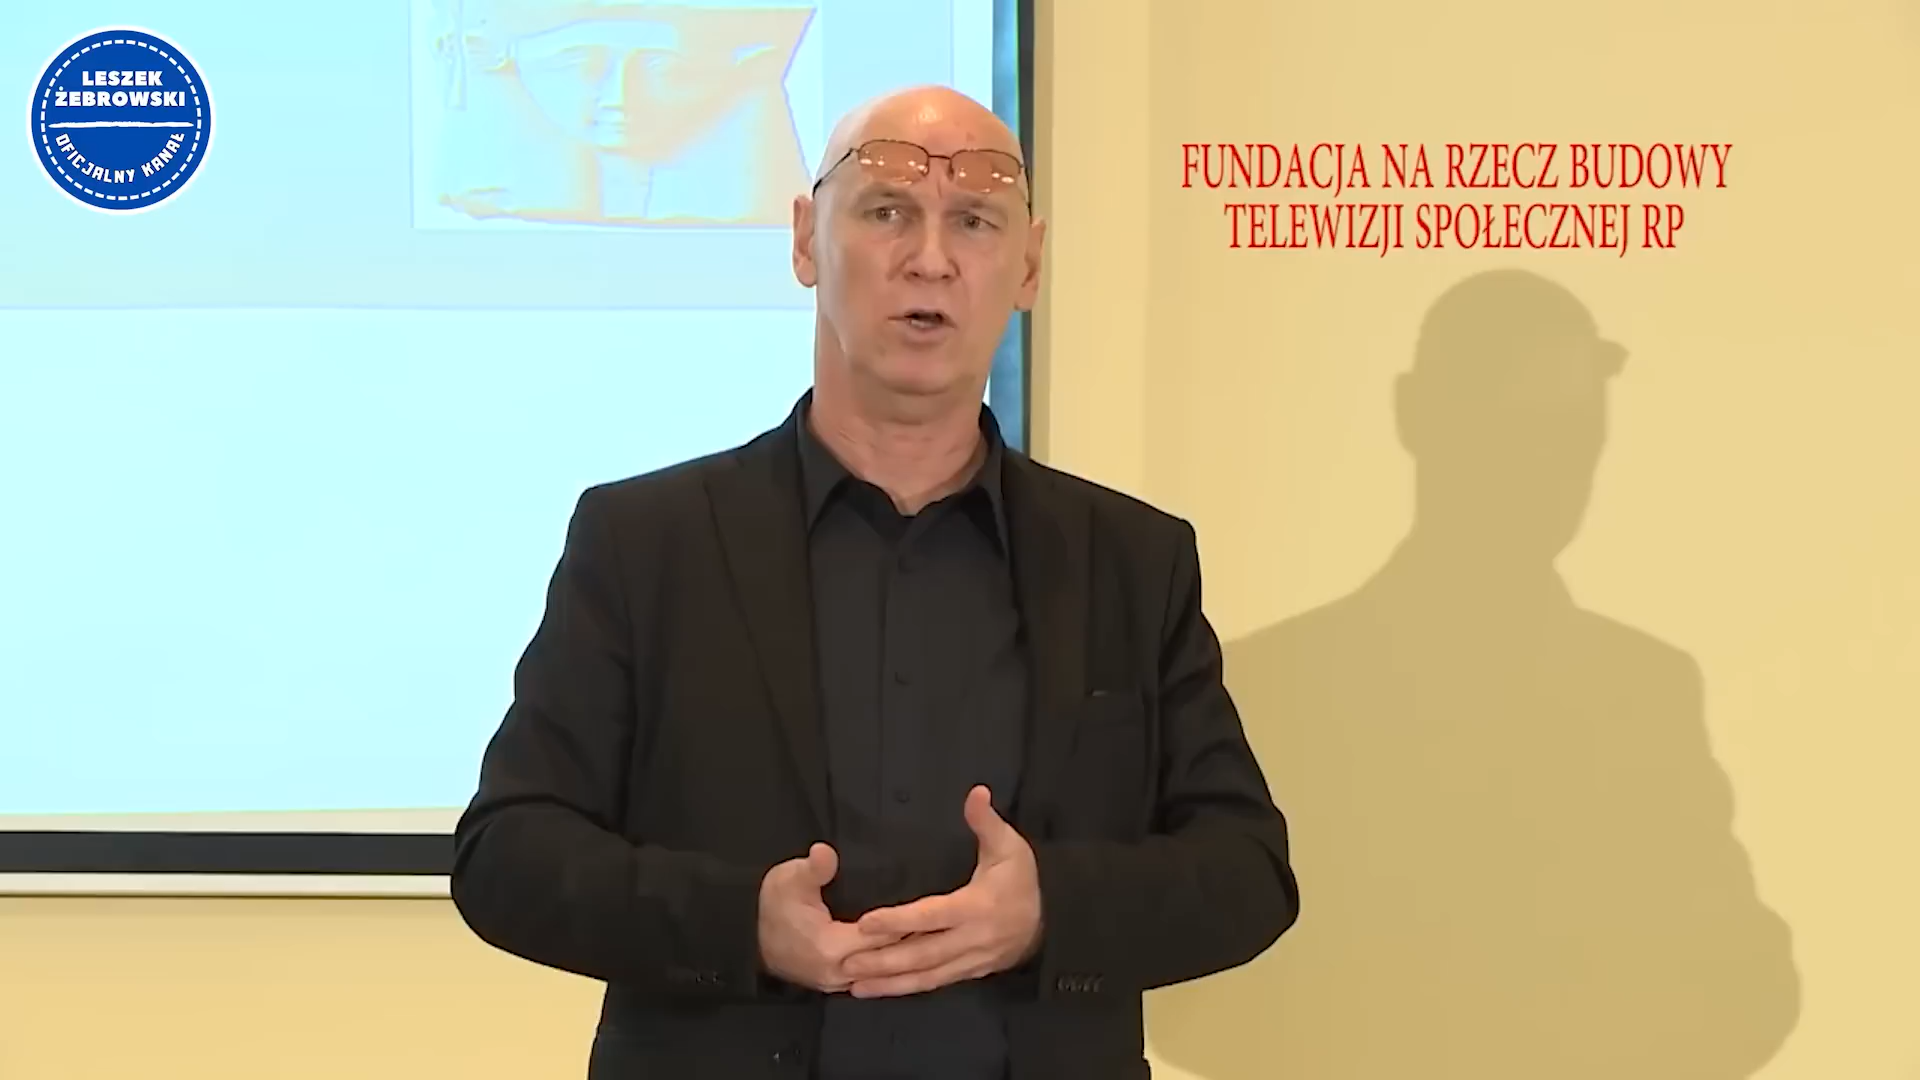 LESZEK
ŻEBROWSKI
OFICJALNY KANAŁ
FUNDACJA NA RZECZ BUDOWY
TELEWIZJI SPOŁECZNEJ RP